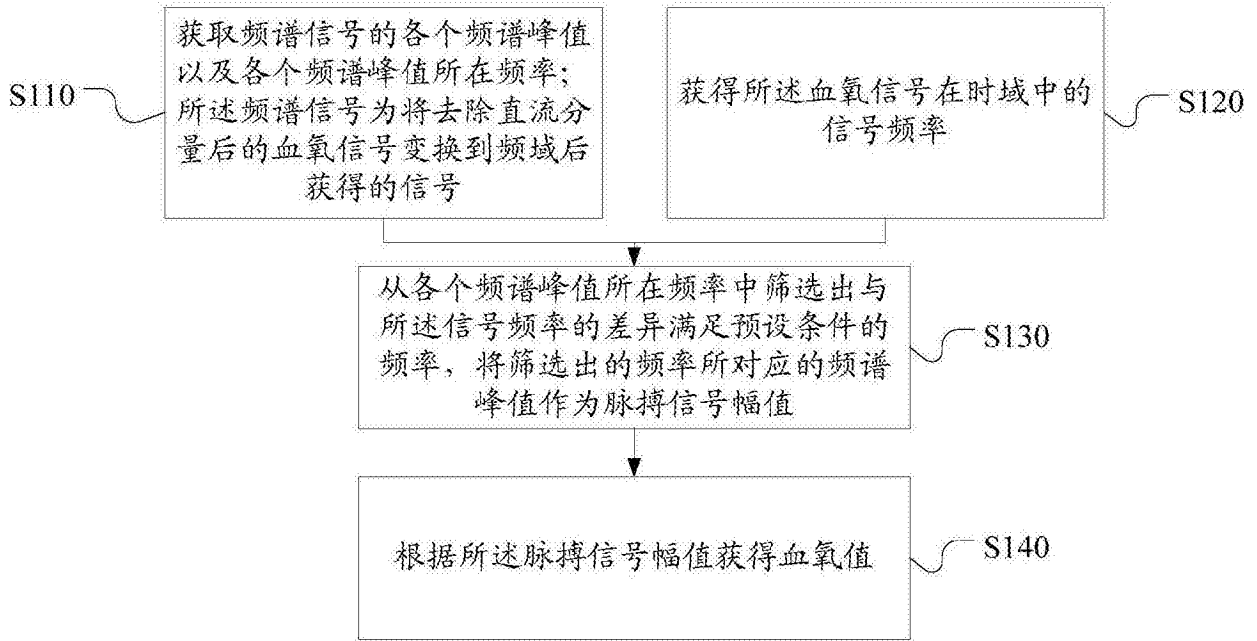 获取频谱信号的各个频谱峰值
以及各个频谱峰值所在频率;
所述频谱信号为将去除直流分
量后的血氧信号变换到频域后
获得的信号
S110
获得所述血氧信号在时域中的
信号频率
S120
从各个频谱峰值所在频率中筛选出与
所述信号频率的差异满足预设条件的
频率，将筛选出的频率所对应的频谱
峰值作为脉搏信号幅值
S130
根据所述脉搏信号幅值获得血氧值
S140